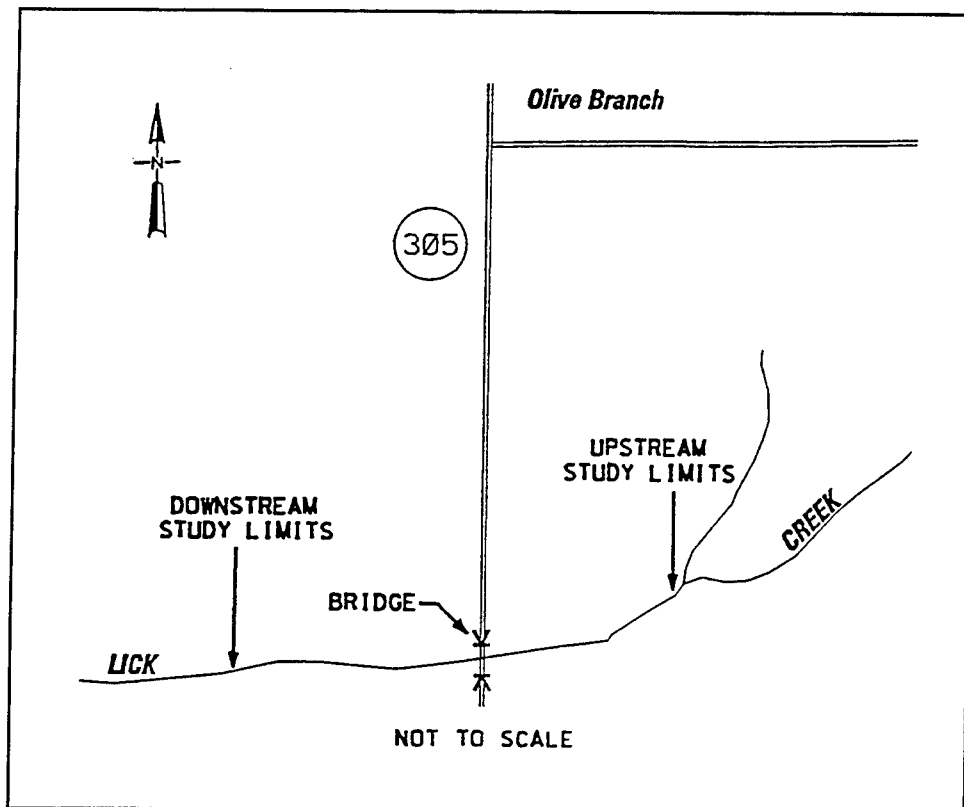 Olive Branch
N
305
UPSTREAM
STUDY LIMITS
DOWNSTREAM
STUDY LIMITS
CREEK
BRIDGE
LICK
NOT TO SCALE